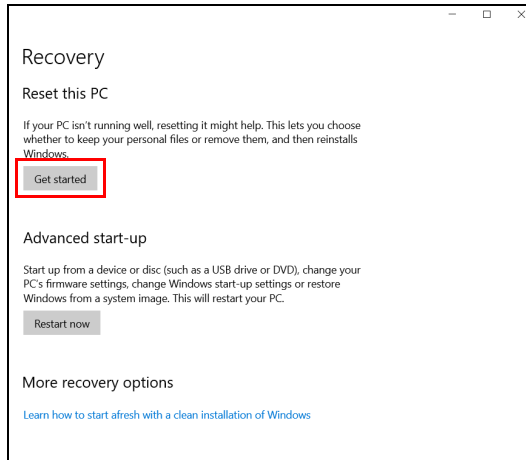 Recovery
Reset this PC
If your PC isn't running well, resetting it might help. This lets you choose
whether to keep your personal files or remove them, and then reinstalls
Windows.
Get started
Advanced start-up
Start up from a device or disc (such as a USB drive or DVD), change your
PC's firmware settings, change Windows start-up settings or restore
Windows from a system image. This will restart your PC.
Restart now
More recovery options
Learn how to start afresh with a clean installation of Windows